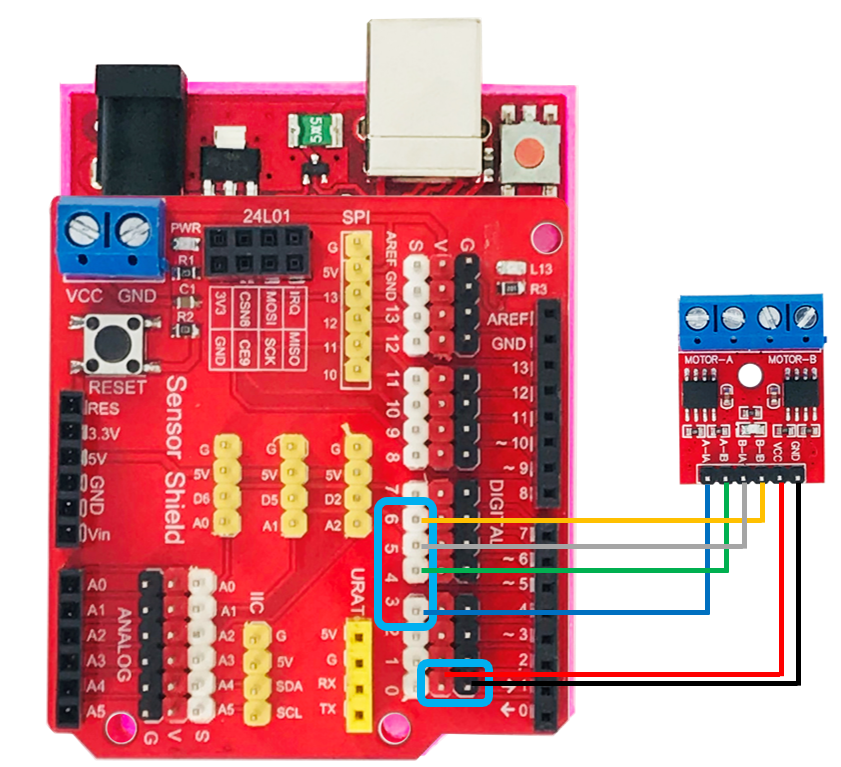 5X5
24L01
SPI
AREF GND 13 12
S V G
PWR
R1
C1
R2
VCC GND
RESET
3V3 CSN8 MOSI IRQ
GND CE9 SCK MISO
G
5V
13
12
11
10
L13
R3
AREF
GND
13
12
11
~ 10
~ 9
8
7
~ 6
~ 5
4
~ 3
2
→ 1
← 0
11
10
9
8
7
6
5
4
3
2
1
0
DIGITAL
RES
3.3V
5V
GND
Vin
Sensor Shield
G
5V
D6
A0
G
5V
D5
A1
G
5V
D2
A2
URAT
5V
G
RX
TX
IIC
G
5V
SDA
SCL
A0
A1
A2
A3
A4
A5
ANALOG
A0
A1
A2
A3
A4
A5
G V S
MOTOR-A MOTOR-B
A-IA A-IB B-IA B-IB VCC GND